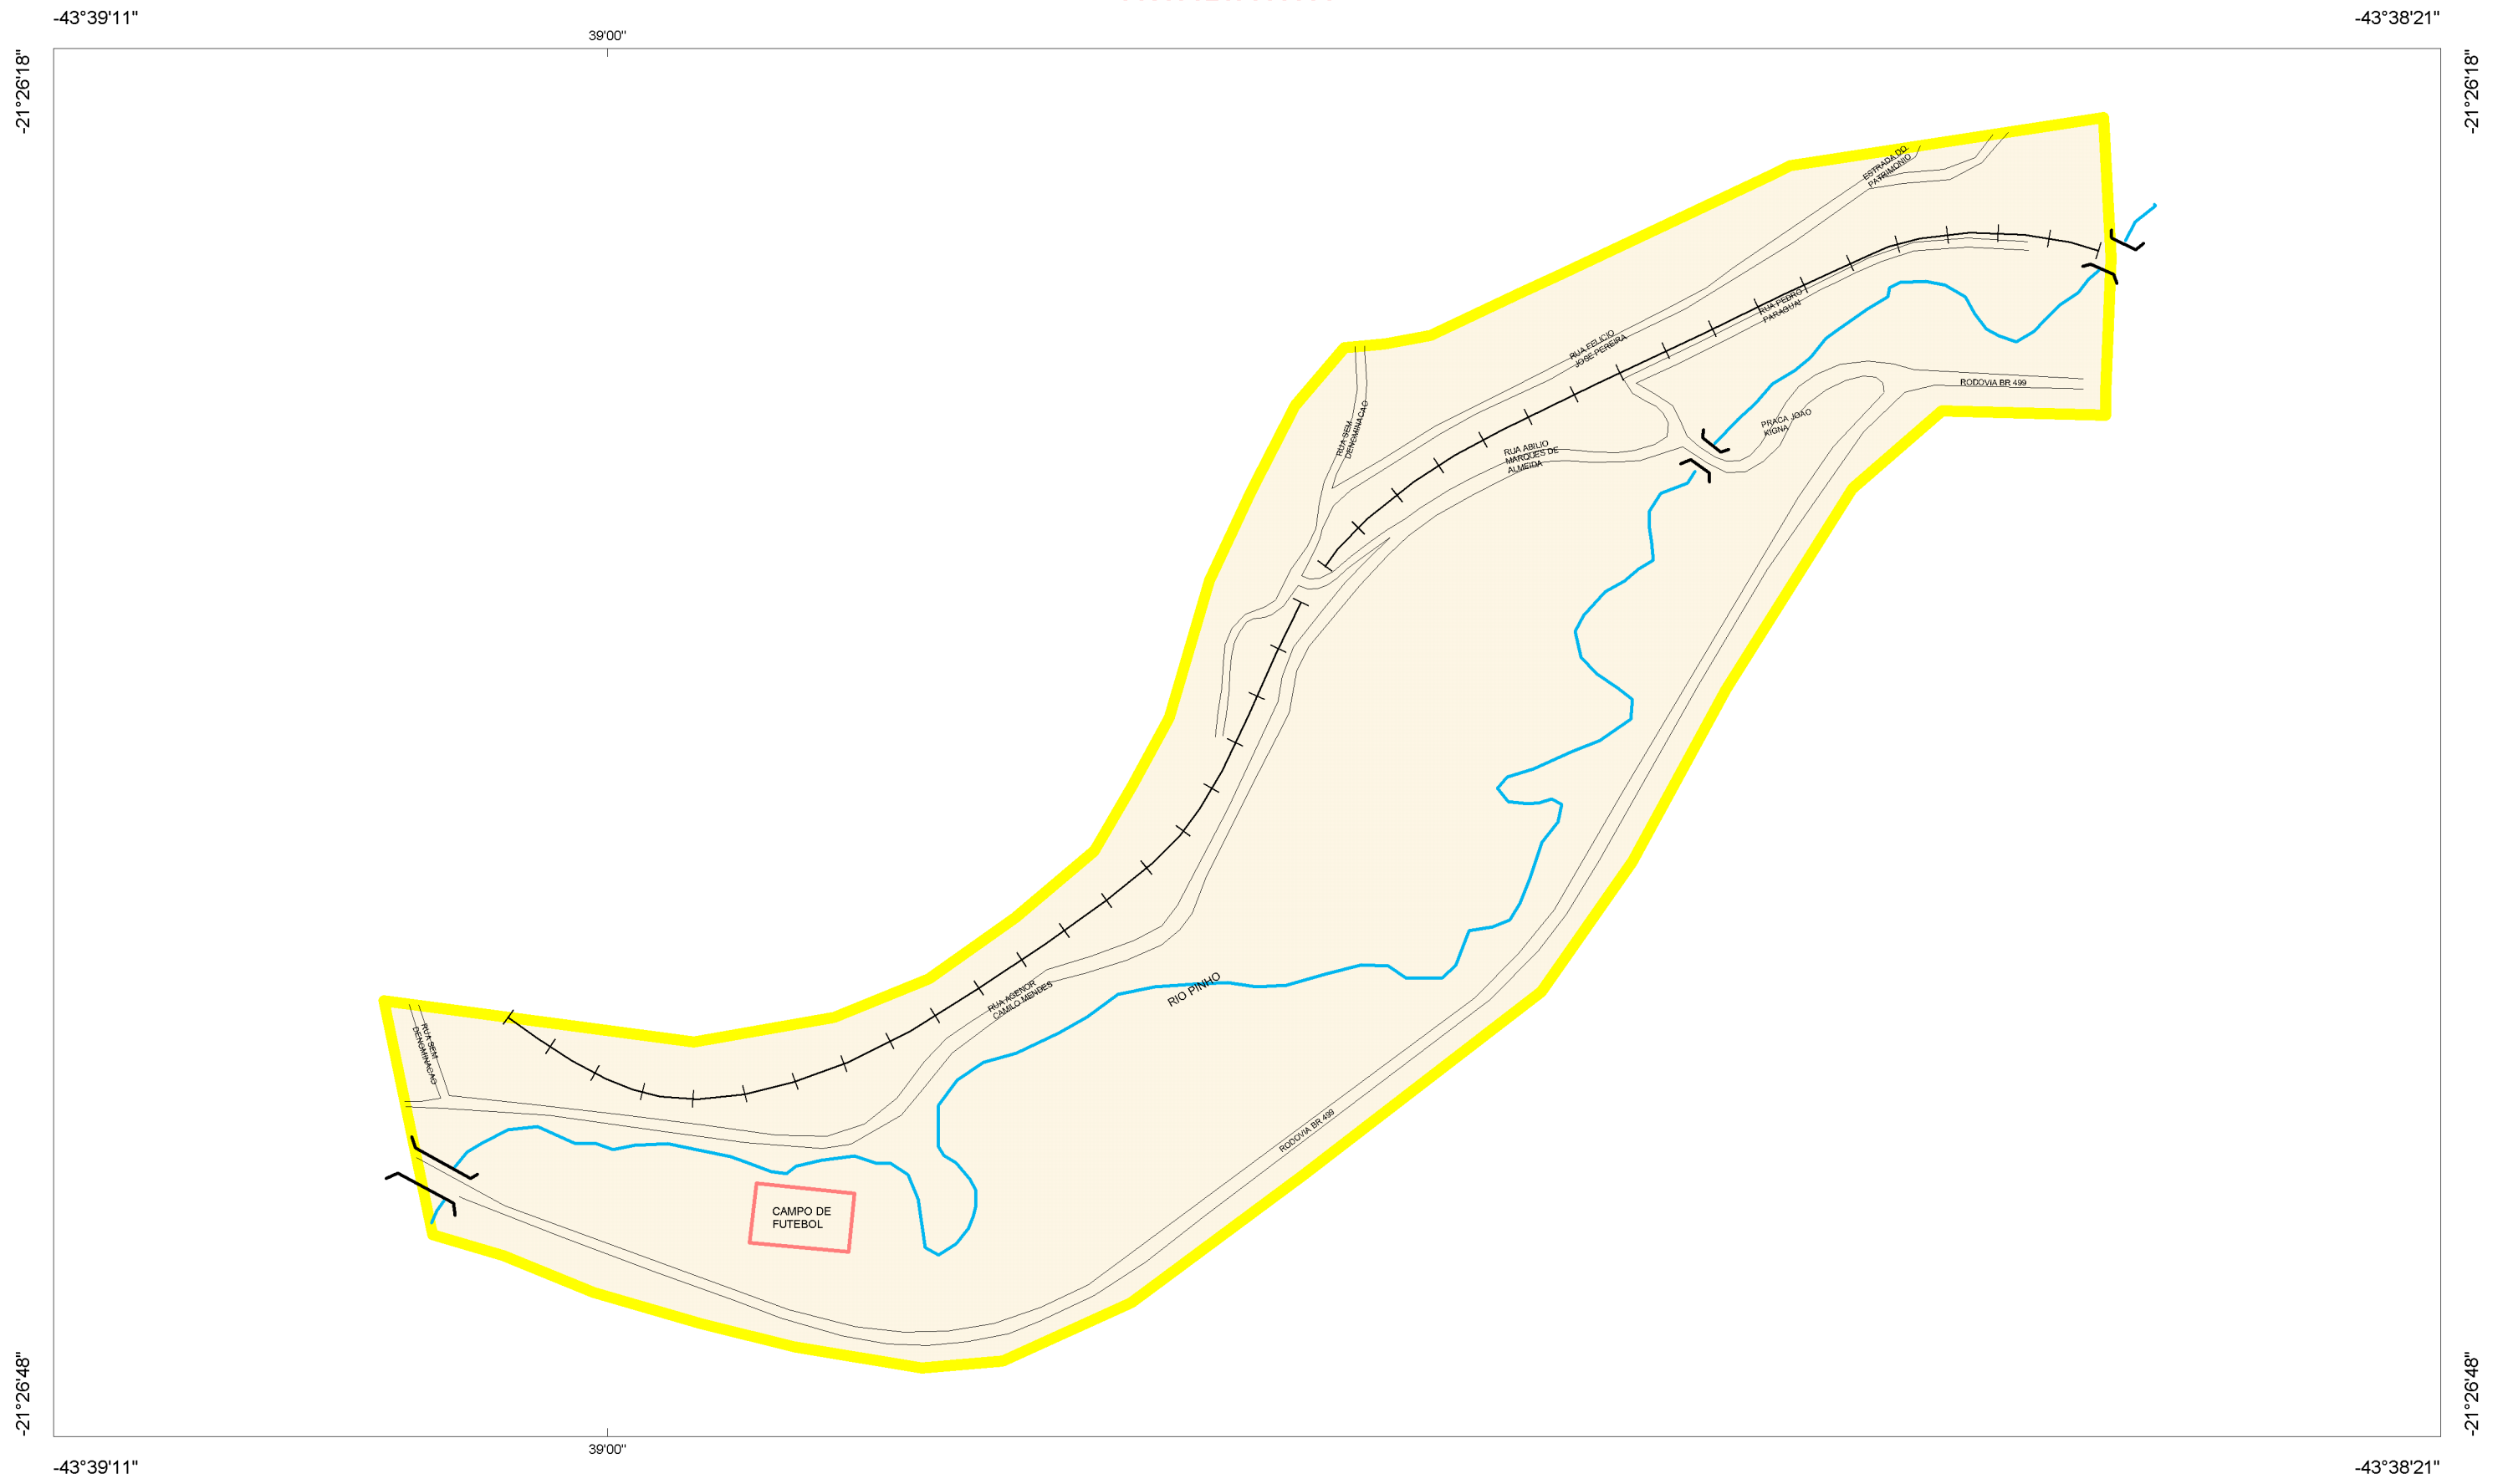 -43°39'11"
-43°38'21"
39'00"
-21°26'18"
-21°26'18"
ESTRADA DO
PATRIMONIO
RUA PEDRO
PARAGUAI
RUA FELICIO
JOSE PEREIRA
RODOVIA BR 499
RUA SEM
DENOMINACAO
PRACA JOAO
KIGNA
RUA ABILIO
MARQUES DE
ALMEIDA
RIO PINHO
RUA AGENOR
CAMILO MENDES
RUA SEM
DENOMINACAO
RODOVIA BR 499
CAMPO DE
FUTEBOL
-21°26'48"
-21°26'48"
39'00"
-43°39'11"
-43°38'21"